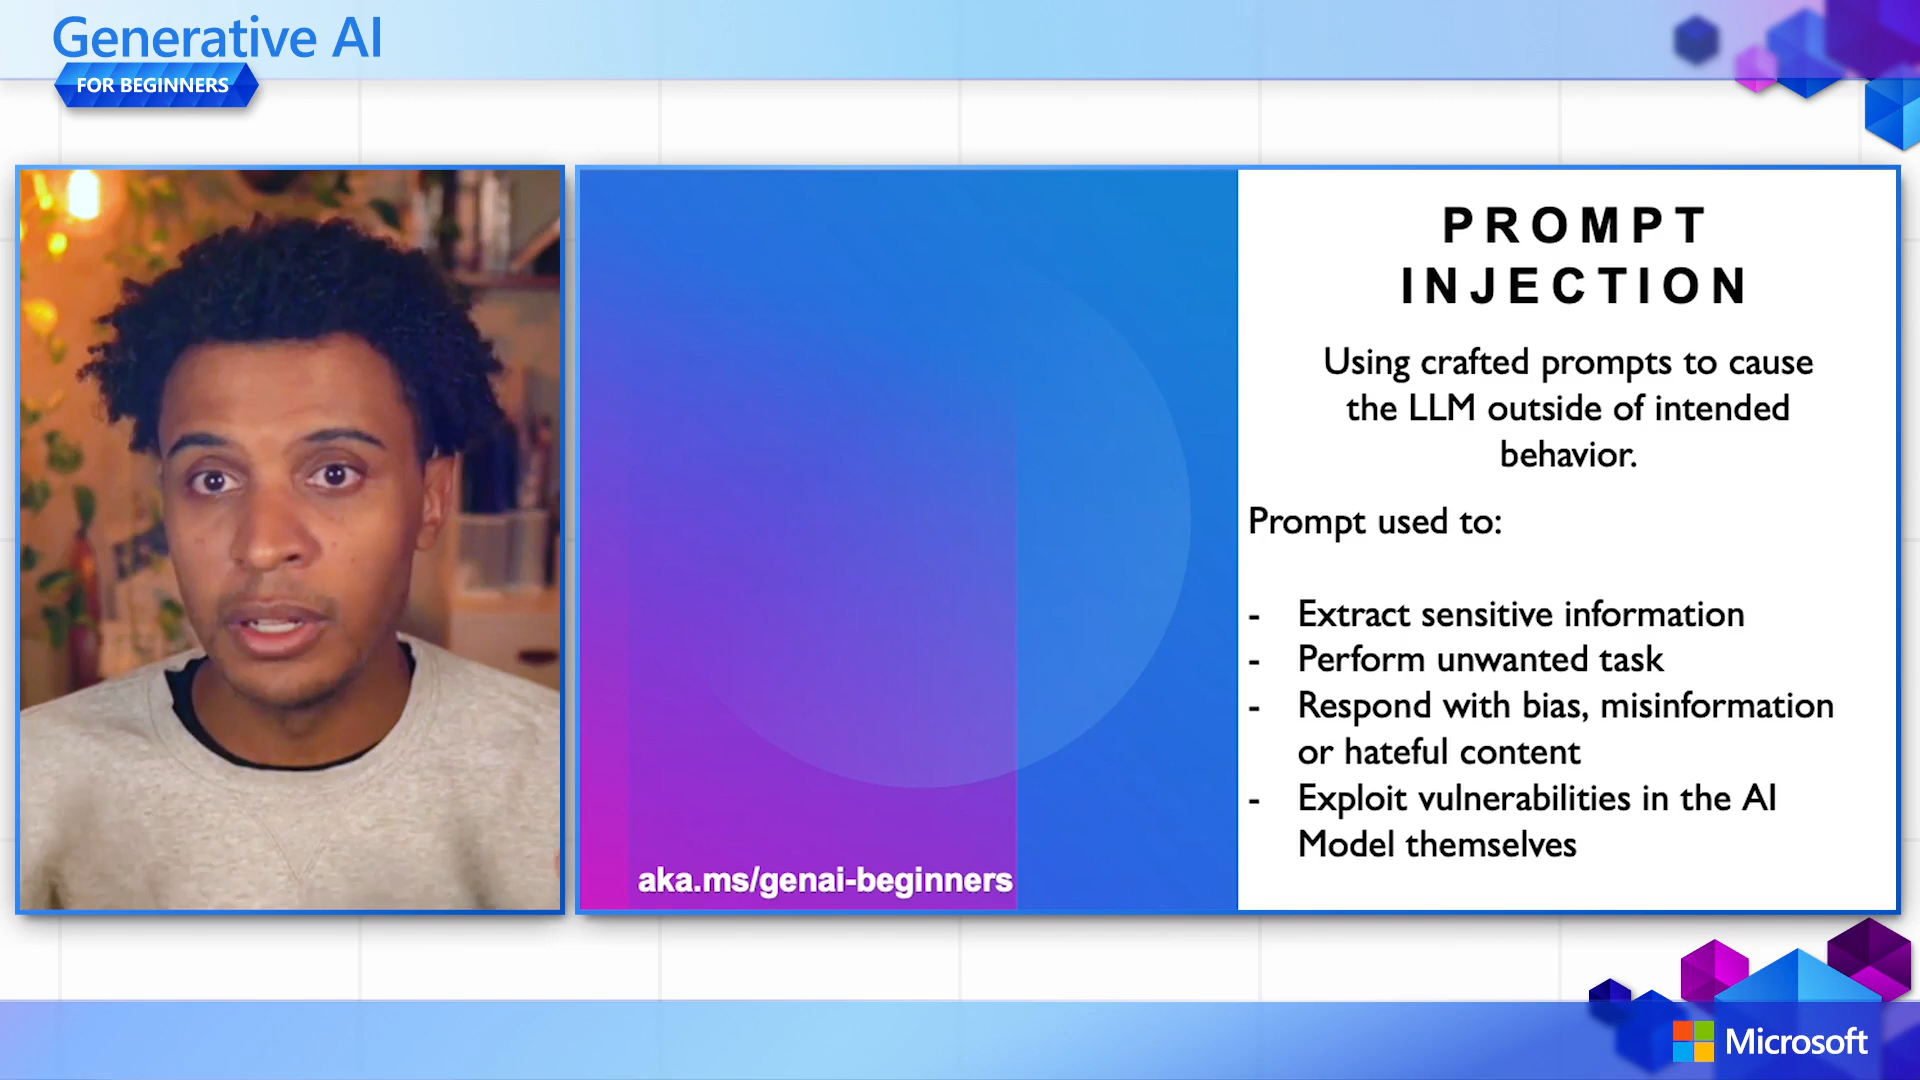 Generative AI
FOR BEGINNERS
PROMPT
INJECTION
Using crafted prompts to cause
the LLM outside of intended
behavior.
Prompt used to:
- Extract sensitive information
- Perform unwanted task
- Respond with bias, misinformation
or hateful content
- Exploit vulnerabilities in the AI
Model themselves
aka.ms/genai-beginners
Microsoft